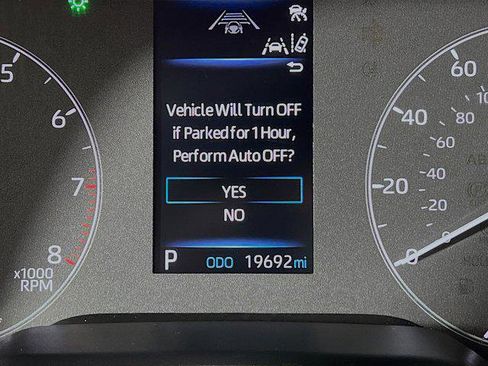 5
6
7
8
x1000
RPM
Vehicle Will Turn OFF
if Parked for 1 Hour,
Perform Auto OFF?
YES
NO
P ODO 19692 mi
60
40
80
20
40
20
0
0